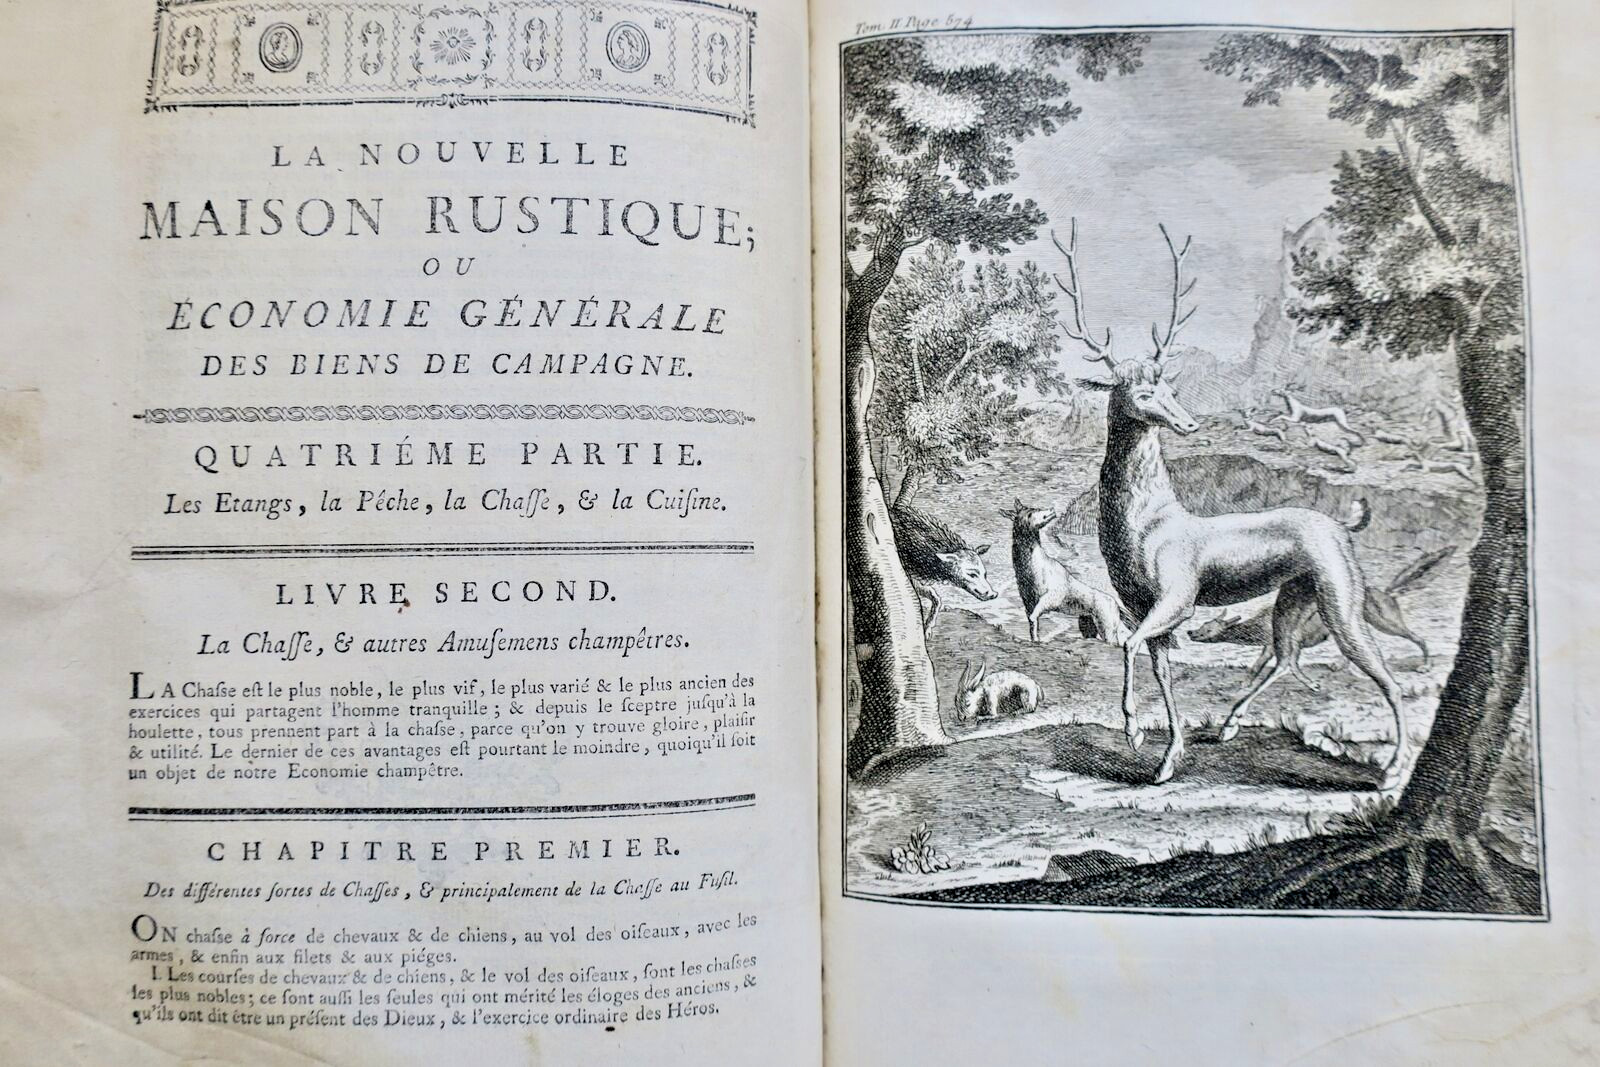 LA NOUVELLE
MAISON RUSTIQUE;
OU
ÉCONOMIE GÉNÉRALE
DES BIENS DE CAMPAGNE.
QUATRIÉME PARTIE.
Les Etangs, la Pêche, la Chaſſe, & la Cuiſine.
LIVRE SECOND.
La Chaſſe, & autres Amuſemens champêtres.
LA Chaſse eſt le plus noble, le plus vif, le plus varié & le plus ancien des
exercices qui partagent l'homme tranquille; & depuis le ſceptre juſqu'à la
houlette, tous prennent part à la chaſse, parce qu'on y trouve gloire, plaiſir
& utilité. Le dernier de ces avantages eſt pourtant le moindre, quoiqu'il ſoit
un objet de notre Economie champêtre.
CHAPITRE PREMIER.
Des différentes ſortes de Chaſſes, & principalement de la Chaſſe au Fuſil.
ON chaſse à force de chevaux & de chiens, au vol des oiſeaux, avec les
armes, & enfin aux filets & aux piéges.
I. Les courſes de chevaux & de chiens, & le vol des oiſeaux, ſont les chaſses
les plus nobles; ce ſont auſſi les ſeules qui ont mérité les éloges des anciens, &
qu'ils ont dit être un préſent des Dieux, & l'exercice ordinaire des Héros.
Tom. II. Page 574